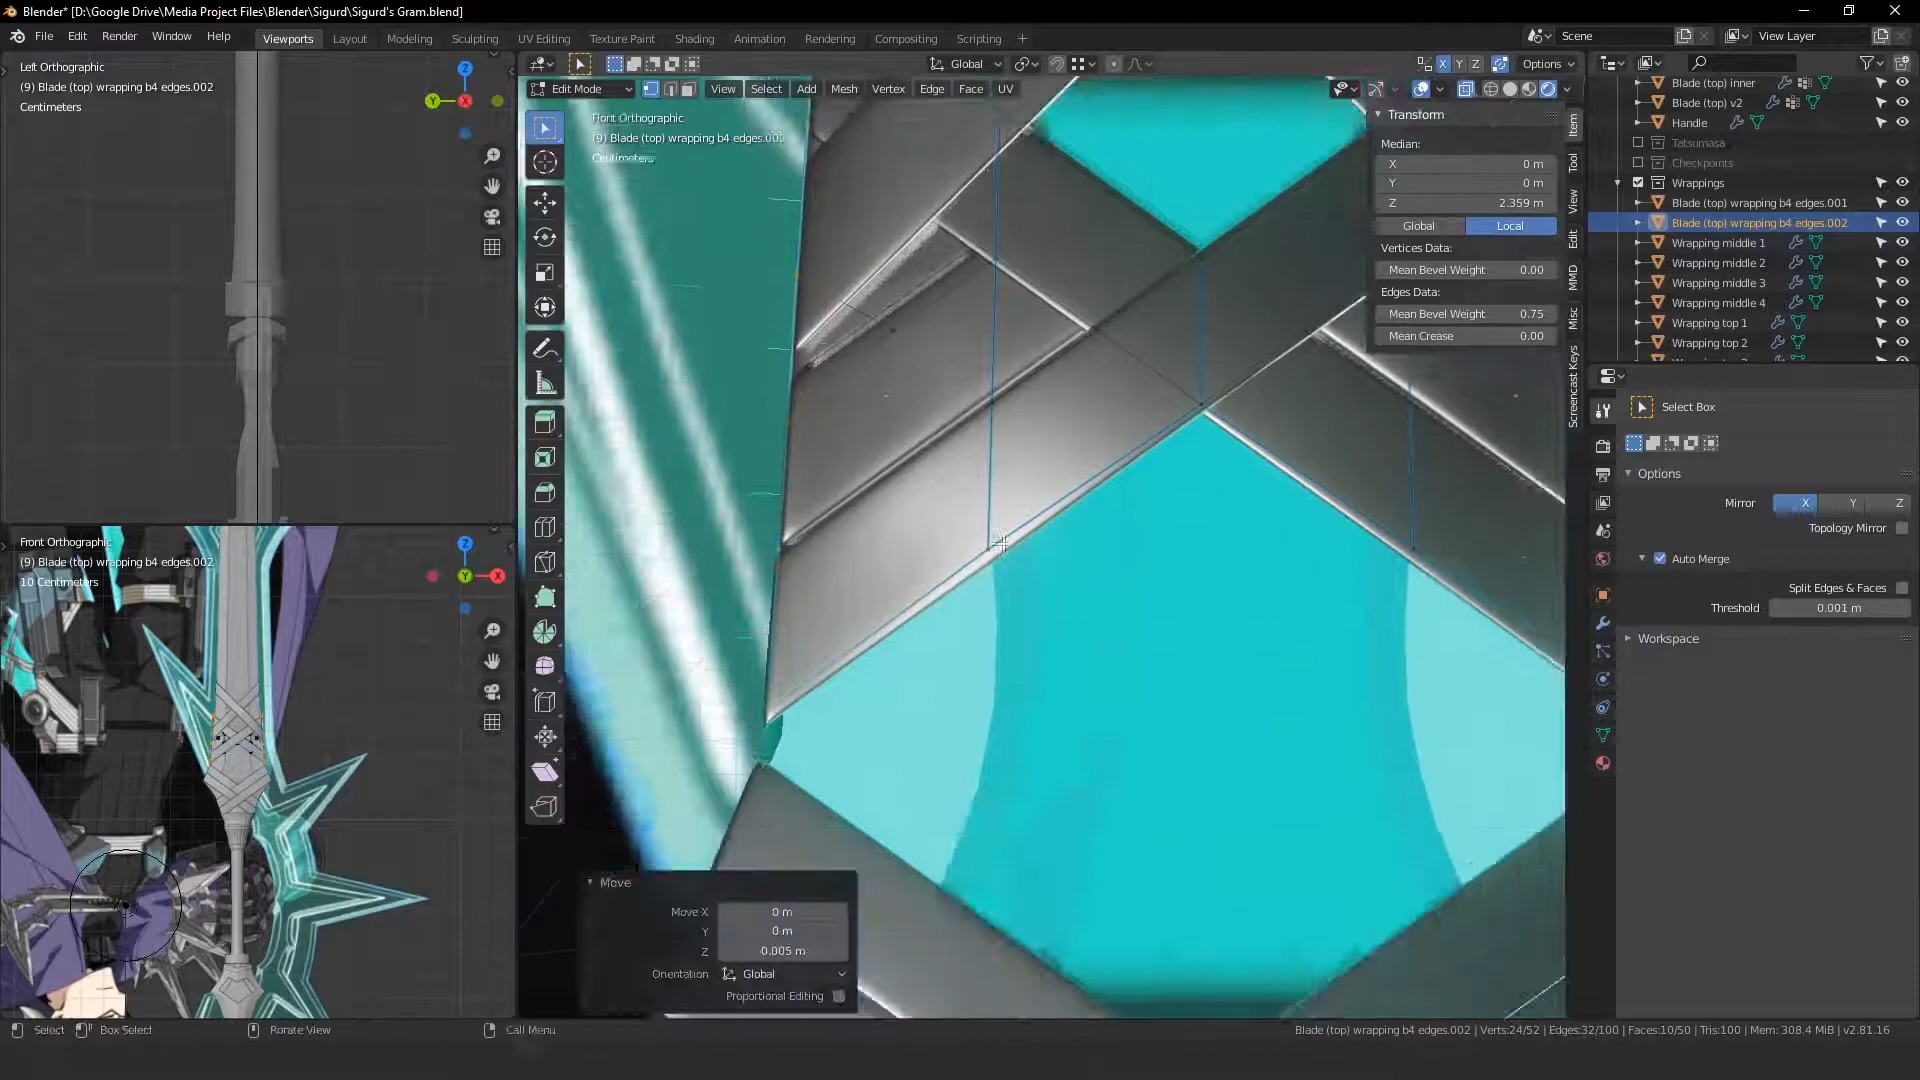 Blender* [D:\Google Drive\Media Project Files\Blender\Sigurd\Sigurd's Gram.blend]
File Edit Render Window Help
Viewports Layout Modeling Sculpting UV Editing Texture Paint Shading Animation Rendering Compositing Scripting
Scene
View Layer
Left Orthographic
(9) Blade (top) wrapping b4 edges.002
Centimeters
Z
Y
X
Global
X Y Z
Options
Edit Mode View Select Add Mesh Vertex Edge Face UV
Front Orthographic
(9) Blade (top) wrapping b4 edges.002
Centimeters
Transform
Median:
X 0 m
Y 0 m
Z 2.359 m
Global Local
Vertices Data:
Mean Bevel Weight 0.00
Edges Data:
Mean Bevel Weight 0.75
Mean Crease 0.00
Item
Tool
View
Edit
MMD
Misc
Screencast Keys
Blade (top) inner
Blade (top) v2
Handle
Tatsumasa
Checkpoints
Wrappings
Blade (top) wrapping b4 edges.001
Blade (top) wrapping b4 edges.002
Wrapping middle 1
Wrapping middle 2
Wrapping middle 3
Wrapping middle 4
Wrapping top 1
Wrapping top 2
Select Box
Options
Mirror X Y Z
Topology Mirror
Auto Merge
Split Edges & Faces
Threshold 0.001 m
Workspace
Front Orthographic
(9) Blade (top) wrapping b4 edges.002
10 Centimeters
Z
Y
X
Move
Move X 0 m
Y 0 m
Z 0.005 m
Orientation Global
Proportional Editing
Select Box Select Rotate View Call Menu
Blade (top) wrapping b4 edges.002 | Verts:24/52 | Edges:32/100 | Faces:10/50 | Tris:100 | Mem: 308.4 MiB | v2.81.16